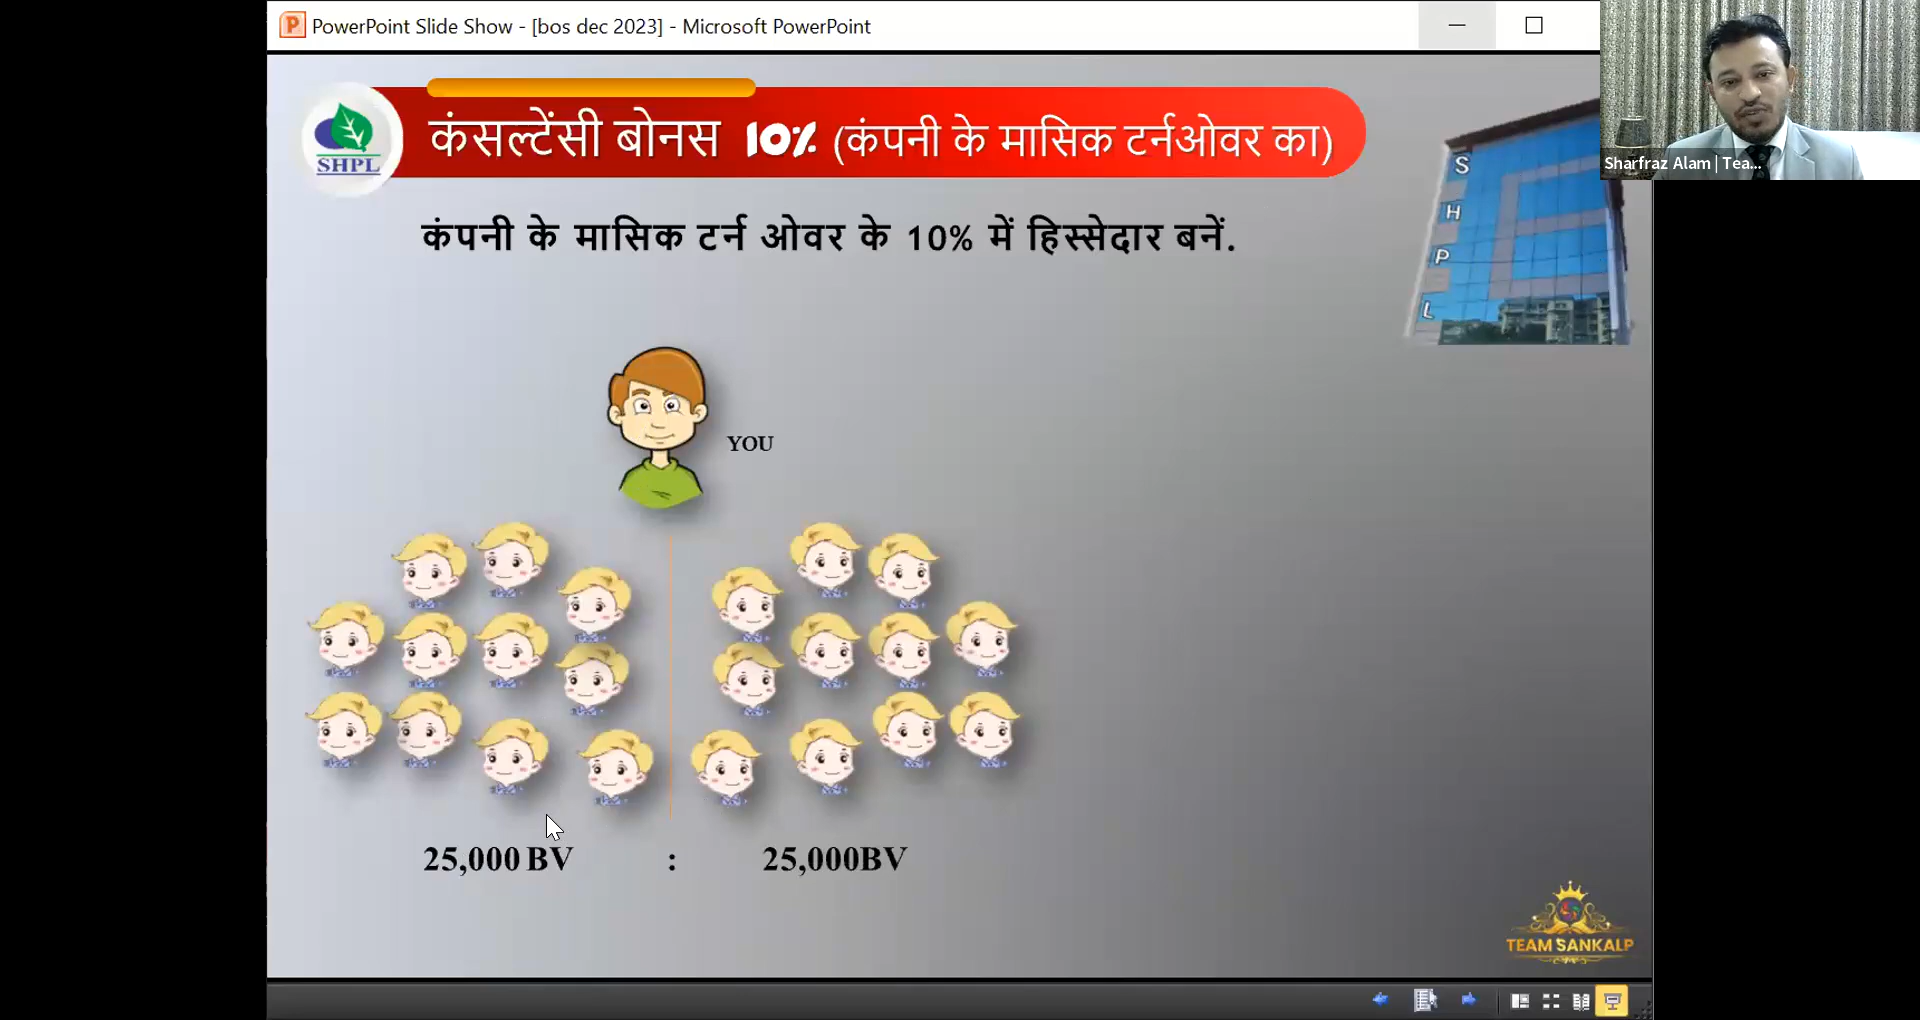 PowerPoint Slide Show - [bos dec 2023] - Microsoft PowerPoint
Sharfraz Alam | Tea...
SHPL
कंसल्टेंसी बोनस 10% (कंपनी के मासिक टर्नओवर का)
S
H
P
L
कंपनी के मासिक टर्न ओवर के 10% में हिस्सेदार बनें.
YOU
25,000 BV : 25,000BV
TEAM SANKALP